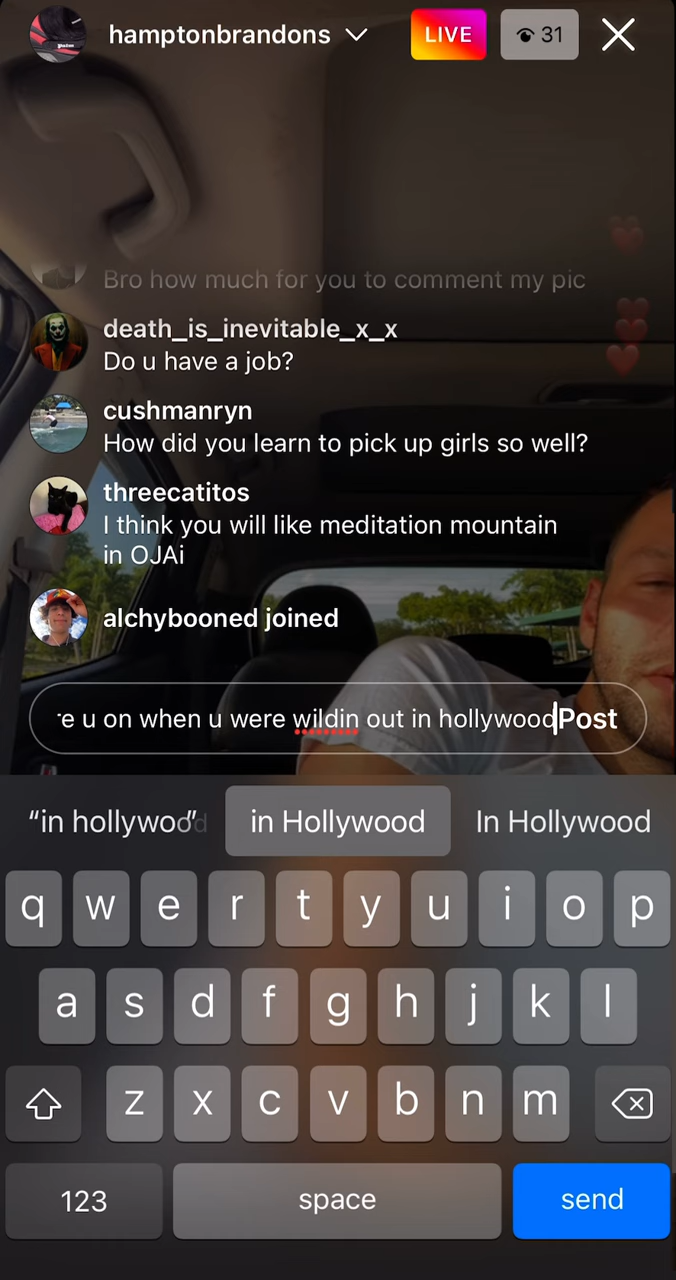 hamptonbrandons
LIVE
31
Bro how much for you to comment my pic
death_is_inevitable_x_x
Do u have a job?
cushmanryn
How did you learn to pick up girls so well?
threecatitos
I think you will like meditation mountain
in OJAi
alchybooned joined
e u on when u were wildin out in hollywood Post
“in hollywood” in Hollywood In Hollywood
q w e r t y u i o p
a s d f g h j k l
z x c v b n m
123 space send